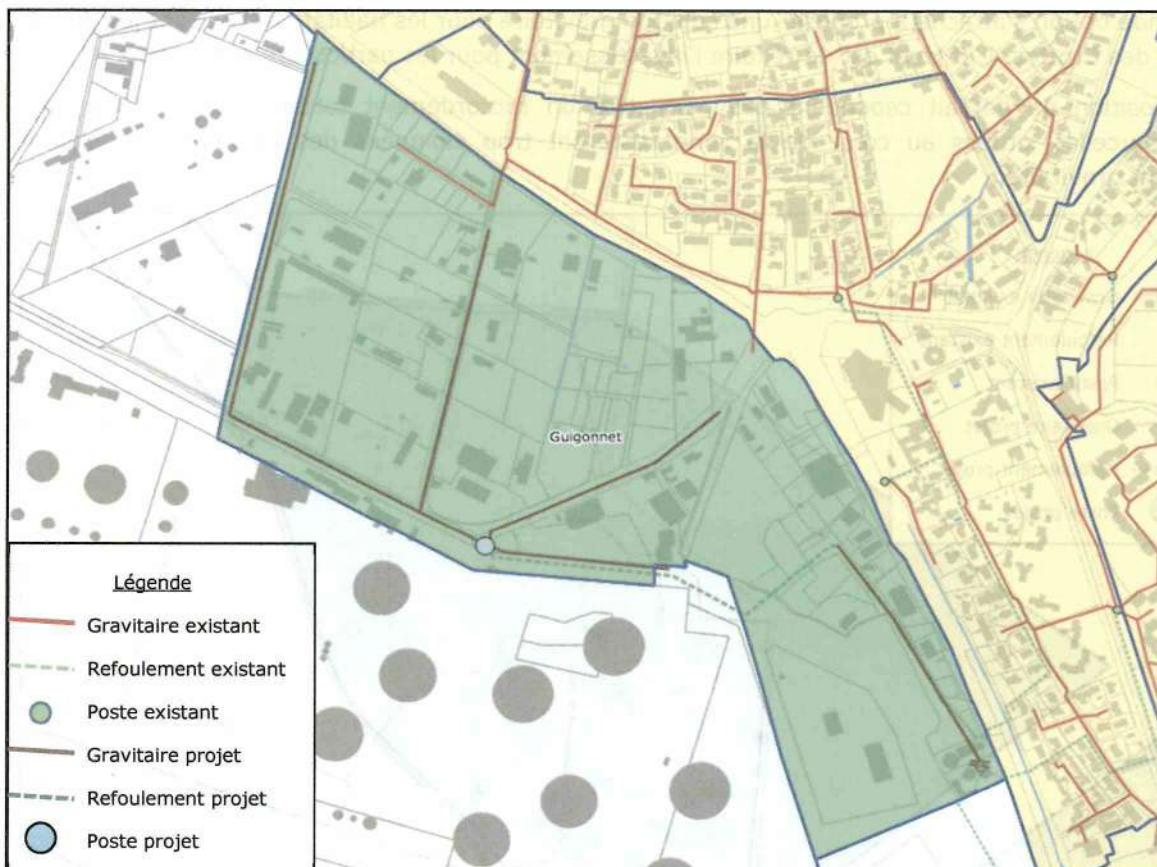 Guigonnet
Légende
Gravitaire existant
Refoulement existant
Poste existant
Gravitaire projet
Refoulement projet
Poste projet